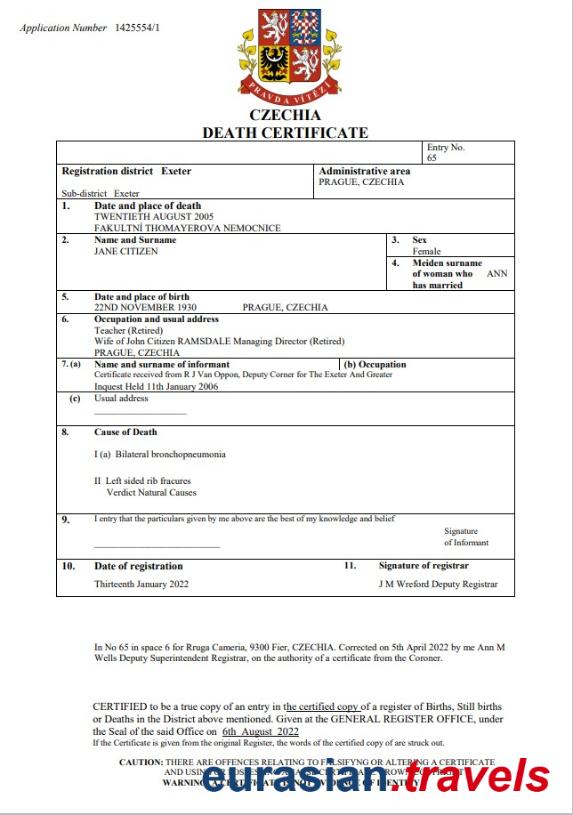 Application Number 1425554/1
PRAVDA VÍTĚZÍ
CZECHIA
DEATH CERTIFICATE
Entry No.
65
Registration district Exeter
Administrative area
PRAGUE, CZECHIA
Sub-district Exeter
1. Date and place of death
TWENTIETH AUGUST 2005
FAKULTNÍ THOMAYEROVA NEMOCNICE
2. Name and Surname
JANE CITIZEN
3. Sex
Female
4. Meiden surname
of woman who ANN
has married
5. Date and place of birth
22ND NOVEMBER 1930 PRAGUE, CZECHIA
6. Occupation and usual address
Teacher (Retired)
Wife of John Citizen RAMSDALE Managing Director (Retired)
PRAGUE, CZECHIA
7. (a) Name and surname of informant (b) Occupation
Certificate received from R J Van Oppon, Deputy Corner for The Exeter And Greater
Inquest Held 11th January 2006
(c) Usual address
8. Cause of Death
I (a) Bilateral bronchopneumonia
II Left sided rib fracures
Verdict Natural Causes
9. I entry that the particulars given by me above are the best of my knowledge and belief
Signature
of Informant
10. Date of registration 11. Signature of registrar
Thirteenth January 2022 J M Wreford Deputy Registrar
In No 65 in space 6 for Rruga Cameria, 9300 Fier, CZECHIA. Corrected on 5th April 2022 by me Ann M
Wells Deputy Superintendent Registrar, on the authority of a certificate from the Coroner.
CERTIFIED to be a true copy of an entry in the certified copy of a register of Births, Still births
or Deaths in the District above mentioned. Given at the GENERAL REGISTER OFFICE, under
the Seal of the said Office on 6th August 2022
If the Certificate is given from the original Register, the words of the certified copy of are struck out.
CAUTION: THERE ARE OFFENCES RELATING TO FALSIFYNG OR ALTERING A CERTIFICATE
AND USING
WARNING A CERTIFICATE IS NOT EVIDENCE OF IDENTITY
eurasian.travels